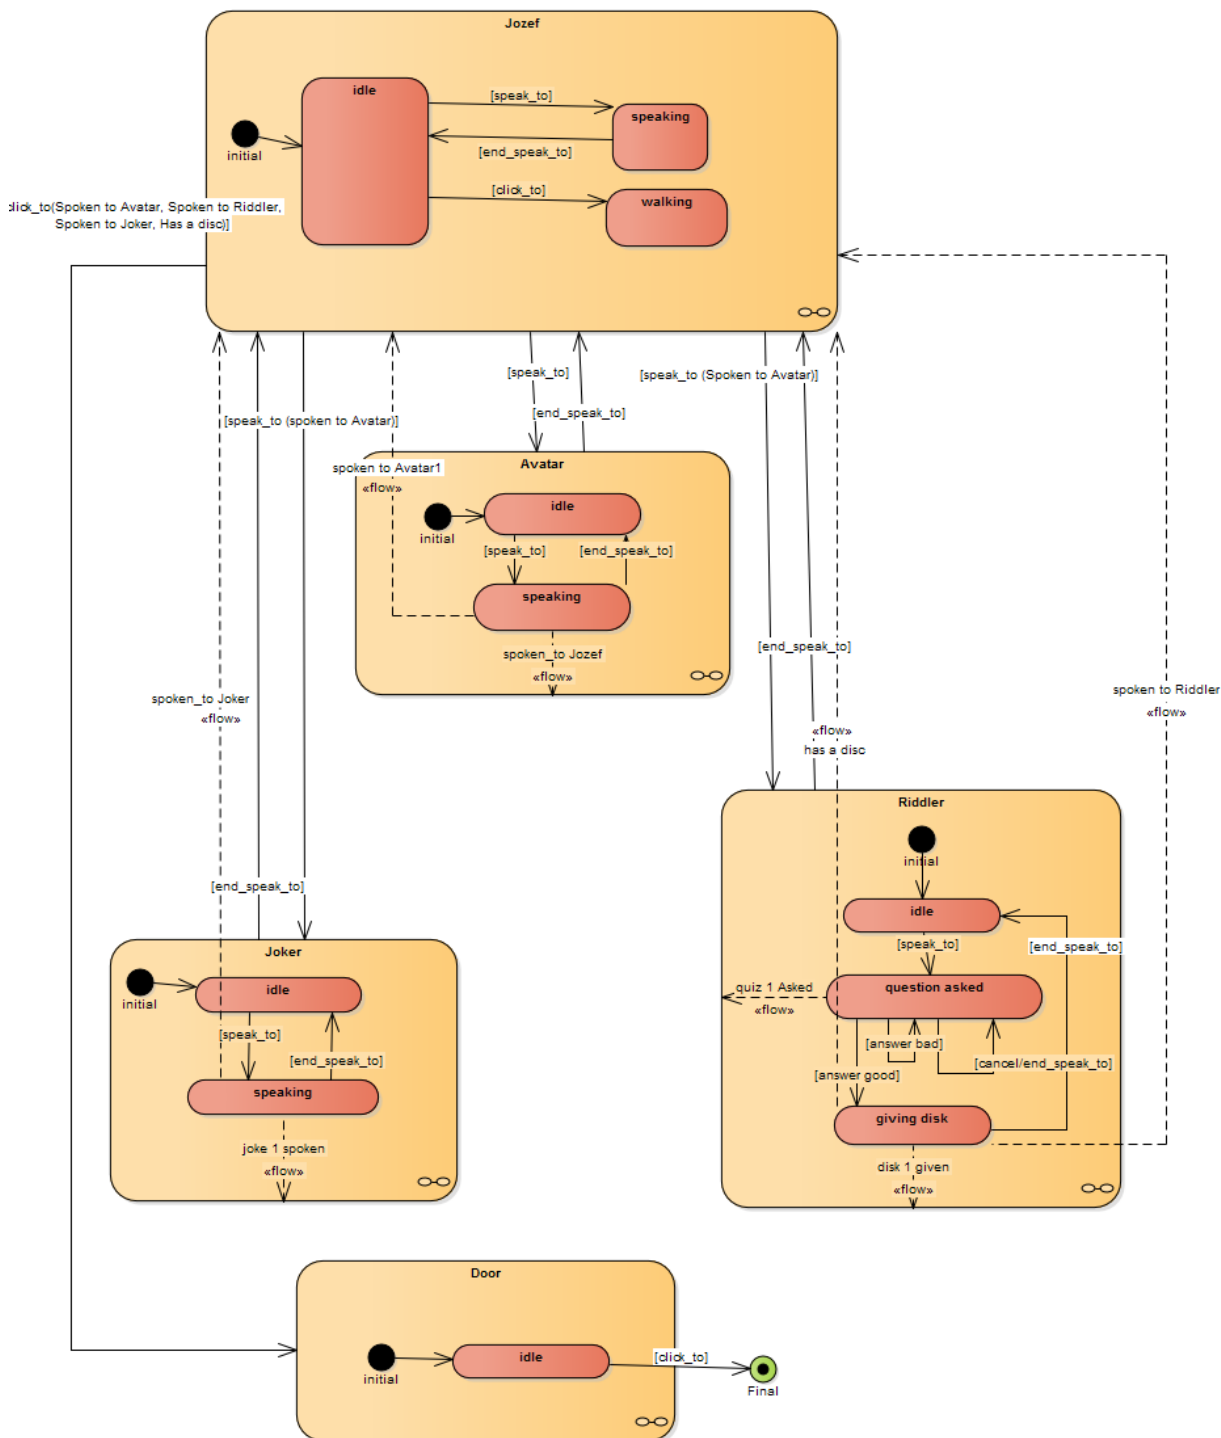 Jozef
idle
[speak_to]
speaking
initial
[end_speak_to]
[click_to]
walking
click_to(Spoken to Avatar, Spoken to Riddler,
Spoken to Joker, Has a disc)]
[speak_to]
[speak_to (Spoken to Avatar)]
[end_speak_to]
[speak_to (spoken to Avatar)]
Avatar
spoken to Avatar1
«flow»
idle
initial
[speak_to]
[end_speak_to]
speaking
spoken_to Jozef
«flow»
[end_speak_to]
spoken_to Joker
«flow»
spoken to Riddler
«flow»
«flow»
has a disc
Riddler
initial
[end_speak_to]
idle
[speak_to]
[end_speak_to]
Joker
idle
initial
question asked
quiz 1 Asked
«flow»
[speak_to]
[answer bad]
[end_speak_to]
[cancel/end_speak_to]
[answer good]
speaking
giving disk
joke 1 spoken
«flow»
disk 1 given
«flow»
Door
idle
[click_to]
initial
Final